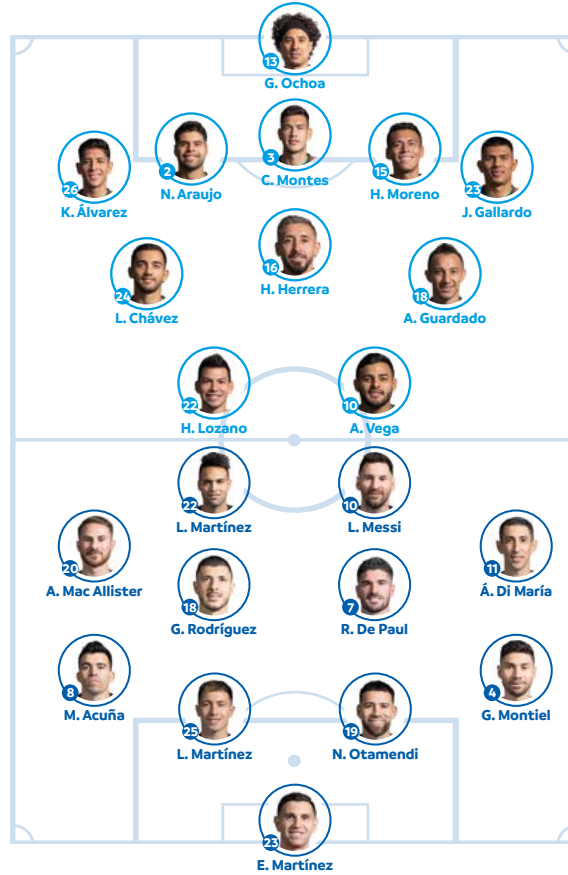 13
G. Ochoa
3
C. Montes
2
N. Araujo
15
H. Moreno
26
K. Álvarez
23
J. Gallardo
16
H. Herrera
24
L. Chávez
18
A. Guardado
22
H. Lozano
10
A. Vega
22
L. Martínez
10
L. Messi
20
A. Mac Allister
11
Á. Di María
18
G. Rodríguez
7
R. De Paul
8
M. Acuña
4
G. Montiel
25
L. Martínez
19
N. Otamendi
23
E. Martínez